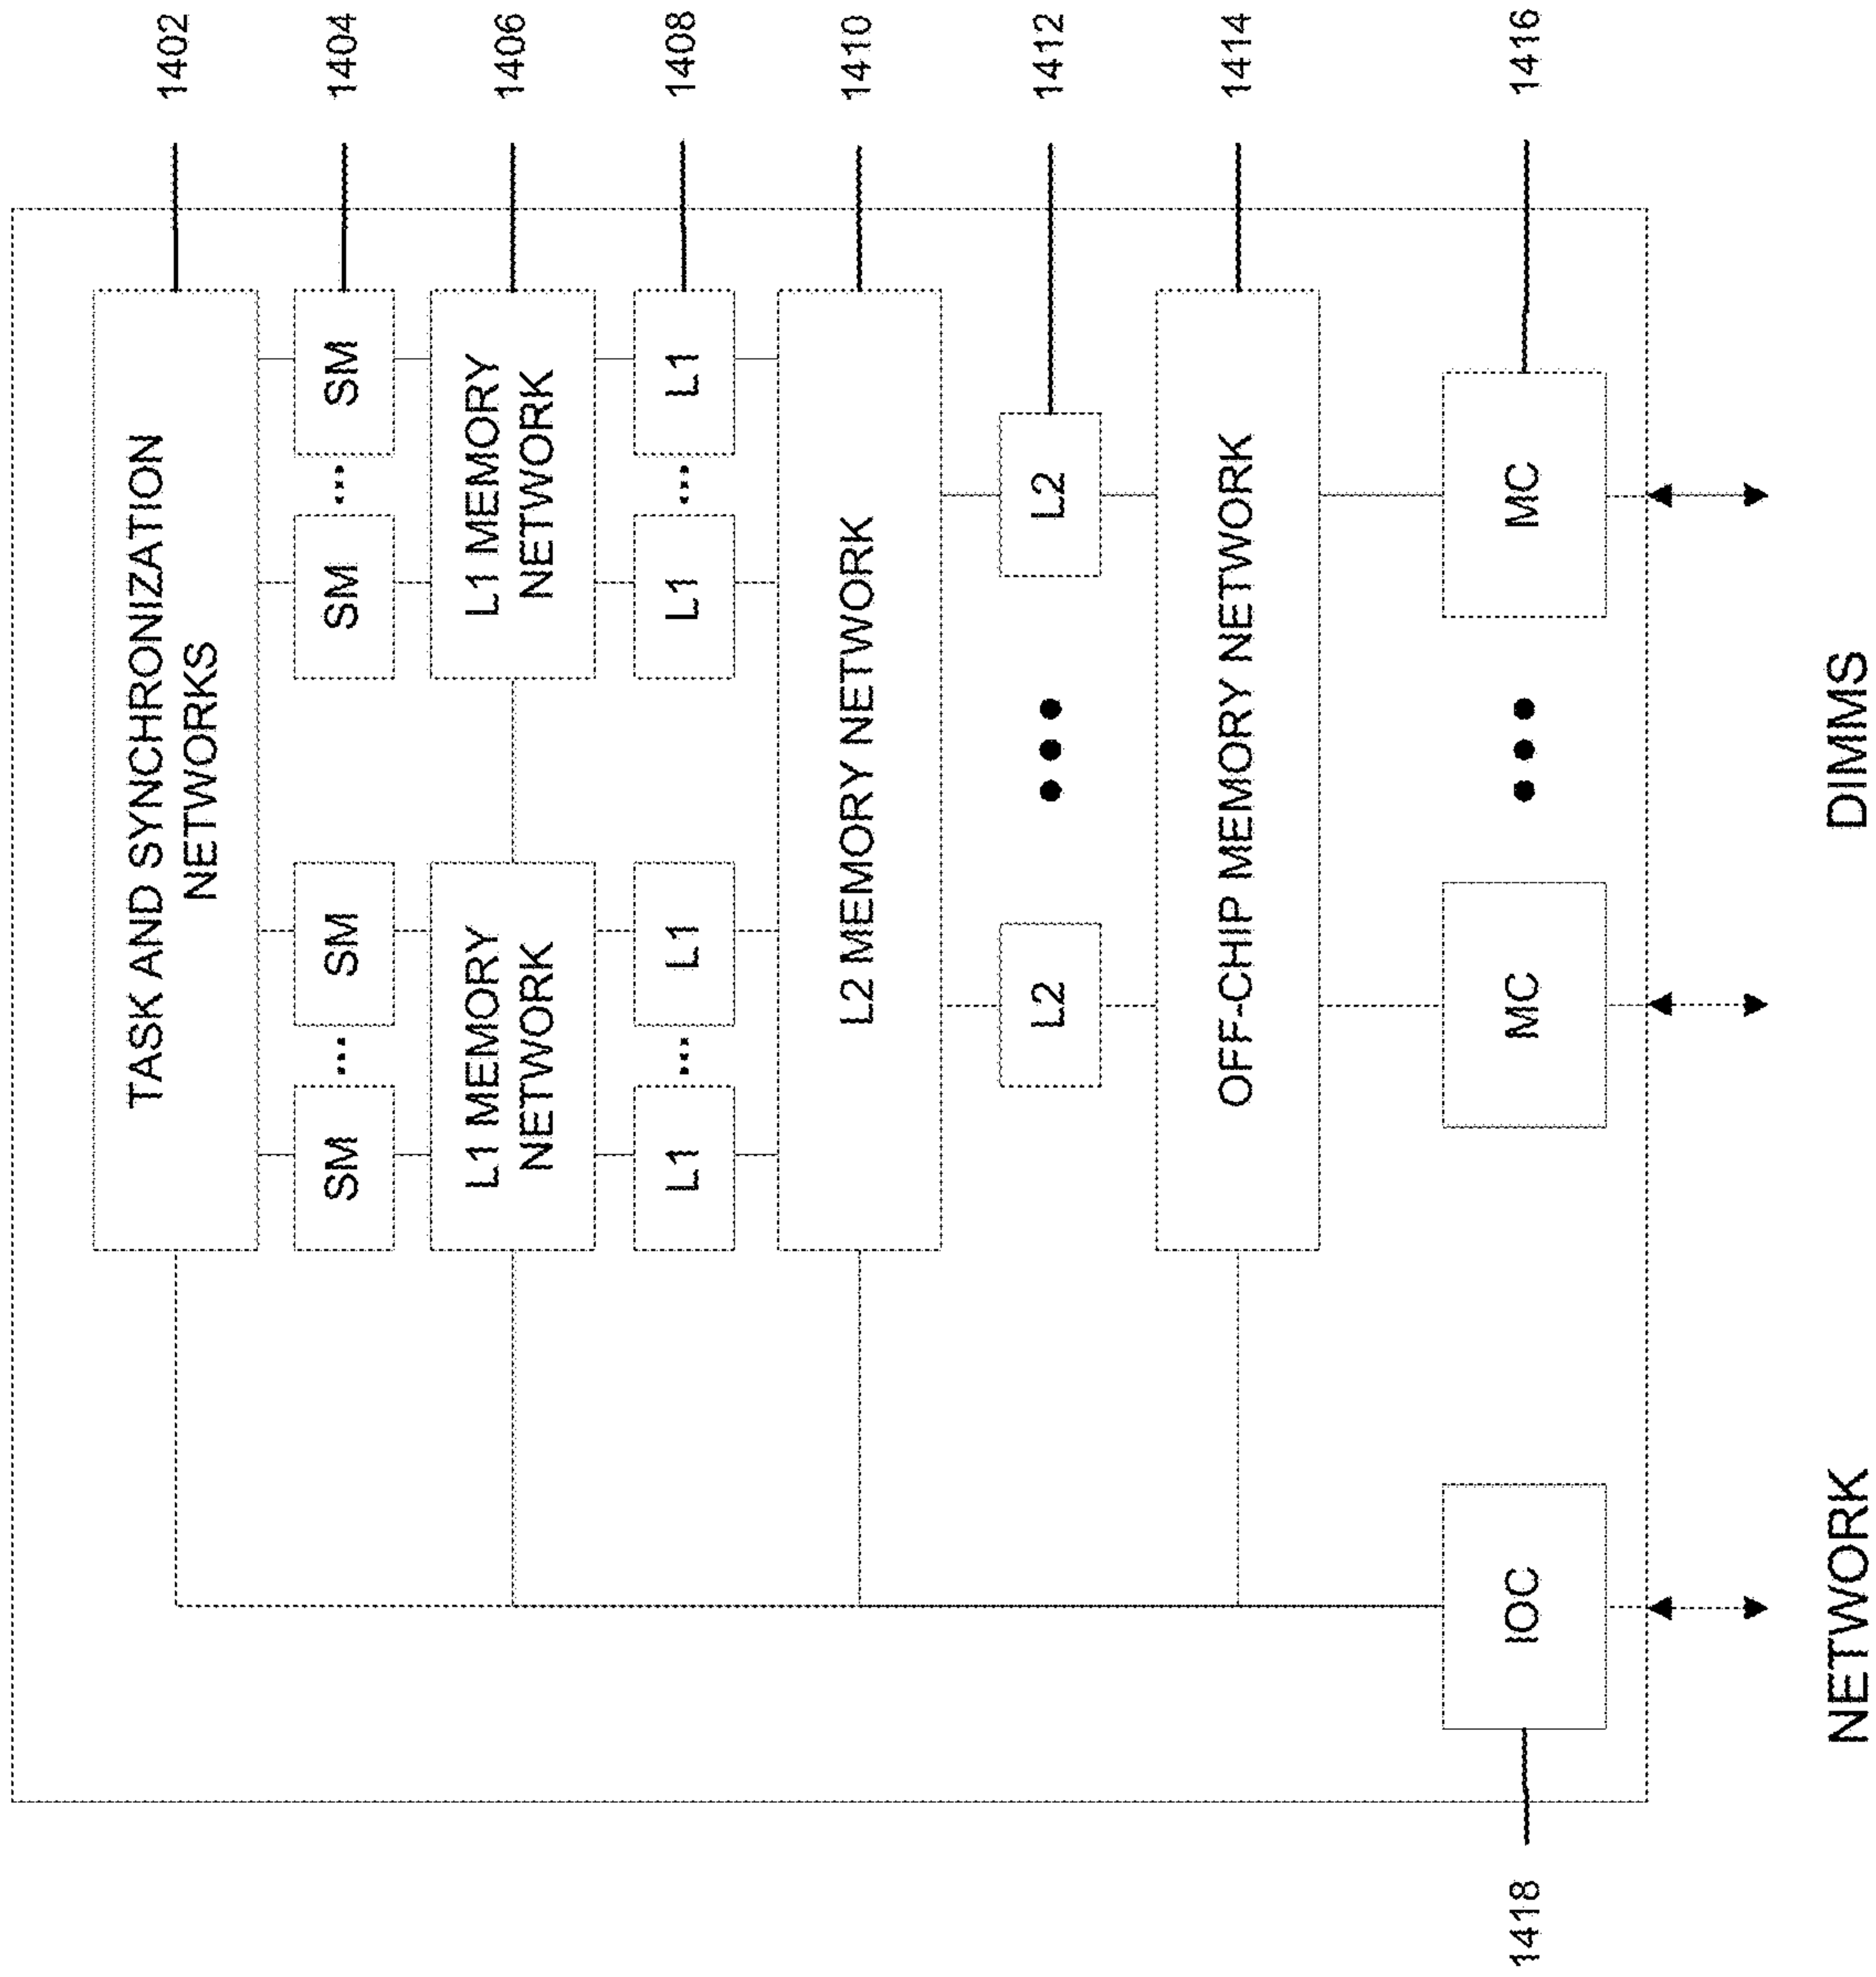 TASK AND SYNCHRONIZATION
NETWORKS
1402
SM
...
SM
SM
...
SM
1404
L1 MEMORY
NETWORK
L1 MEMORY
NETWORK
1406
L1
...
L1
L1
...
L1
1408
L2 MEMORY NETWORK
1410
L2
L2
1412
OFF-CHIP MEMORY NETWORK
1414
1418
IOC
MC
MC
1416
NETWORK
DIMMS